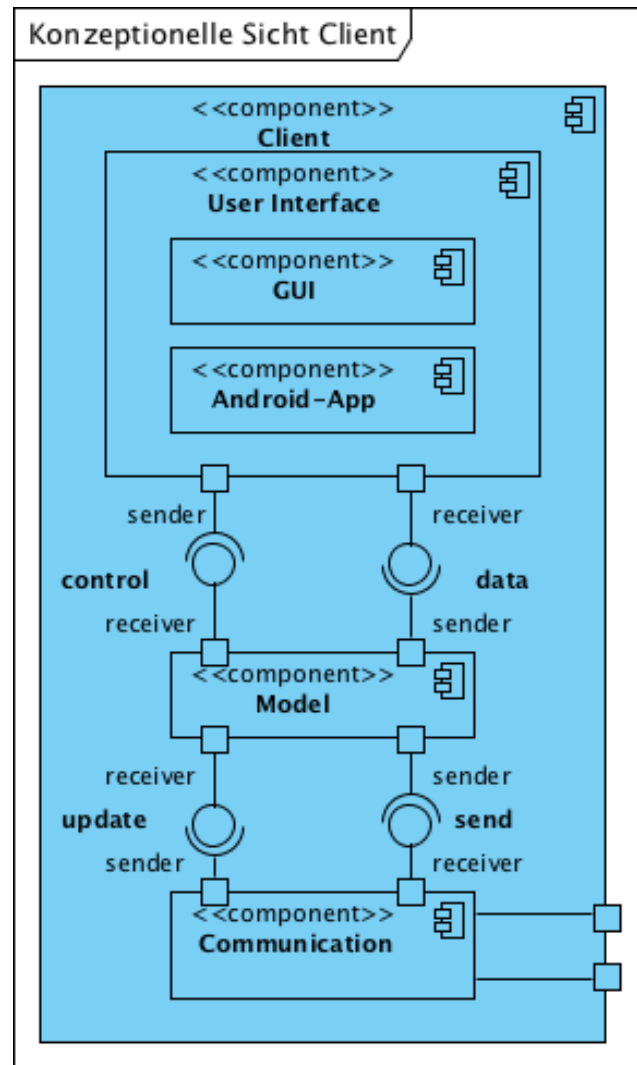 Konzeptionelle Sicht Client
<<component>>
Client
<<component>>
User Interface
<<component>>
GUI
<<component>>
Android-App
sender
receiver
control
data
receiver
sender
<<component>>
Model
receiver
sender
update
send
sender
receiver
<<component>>
Communication